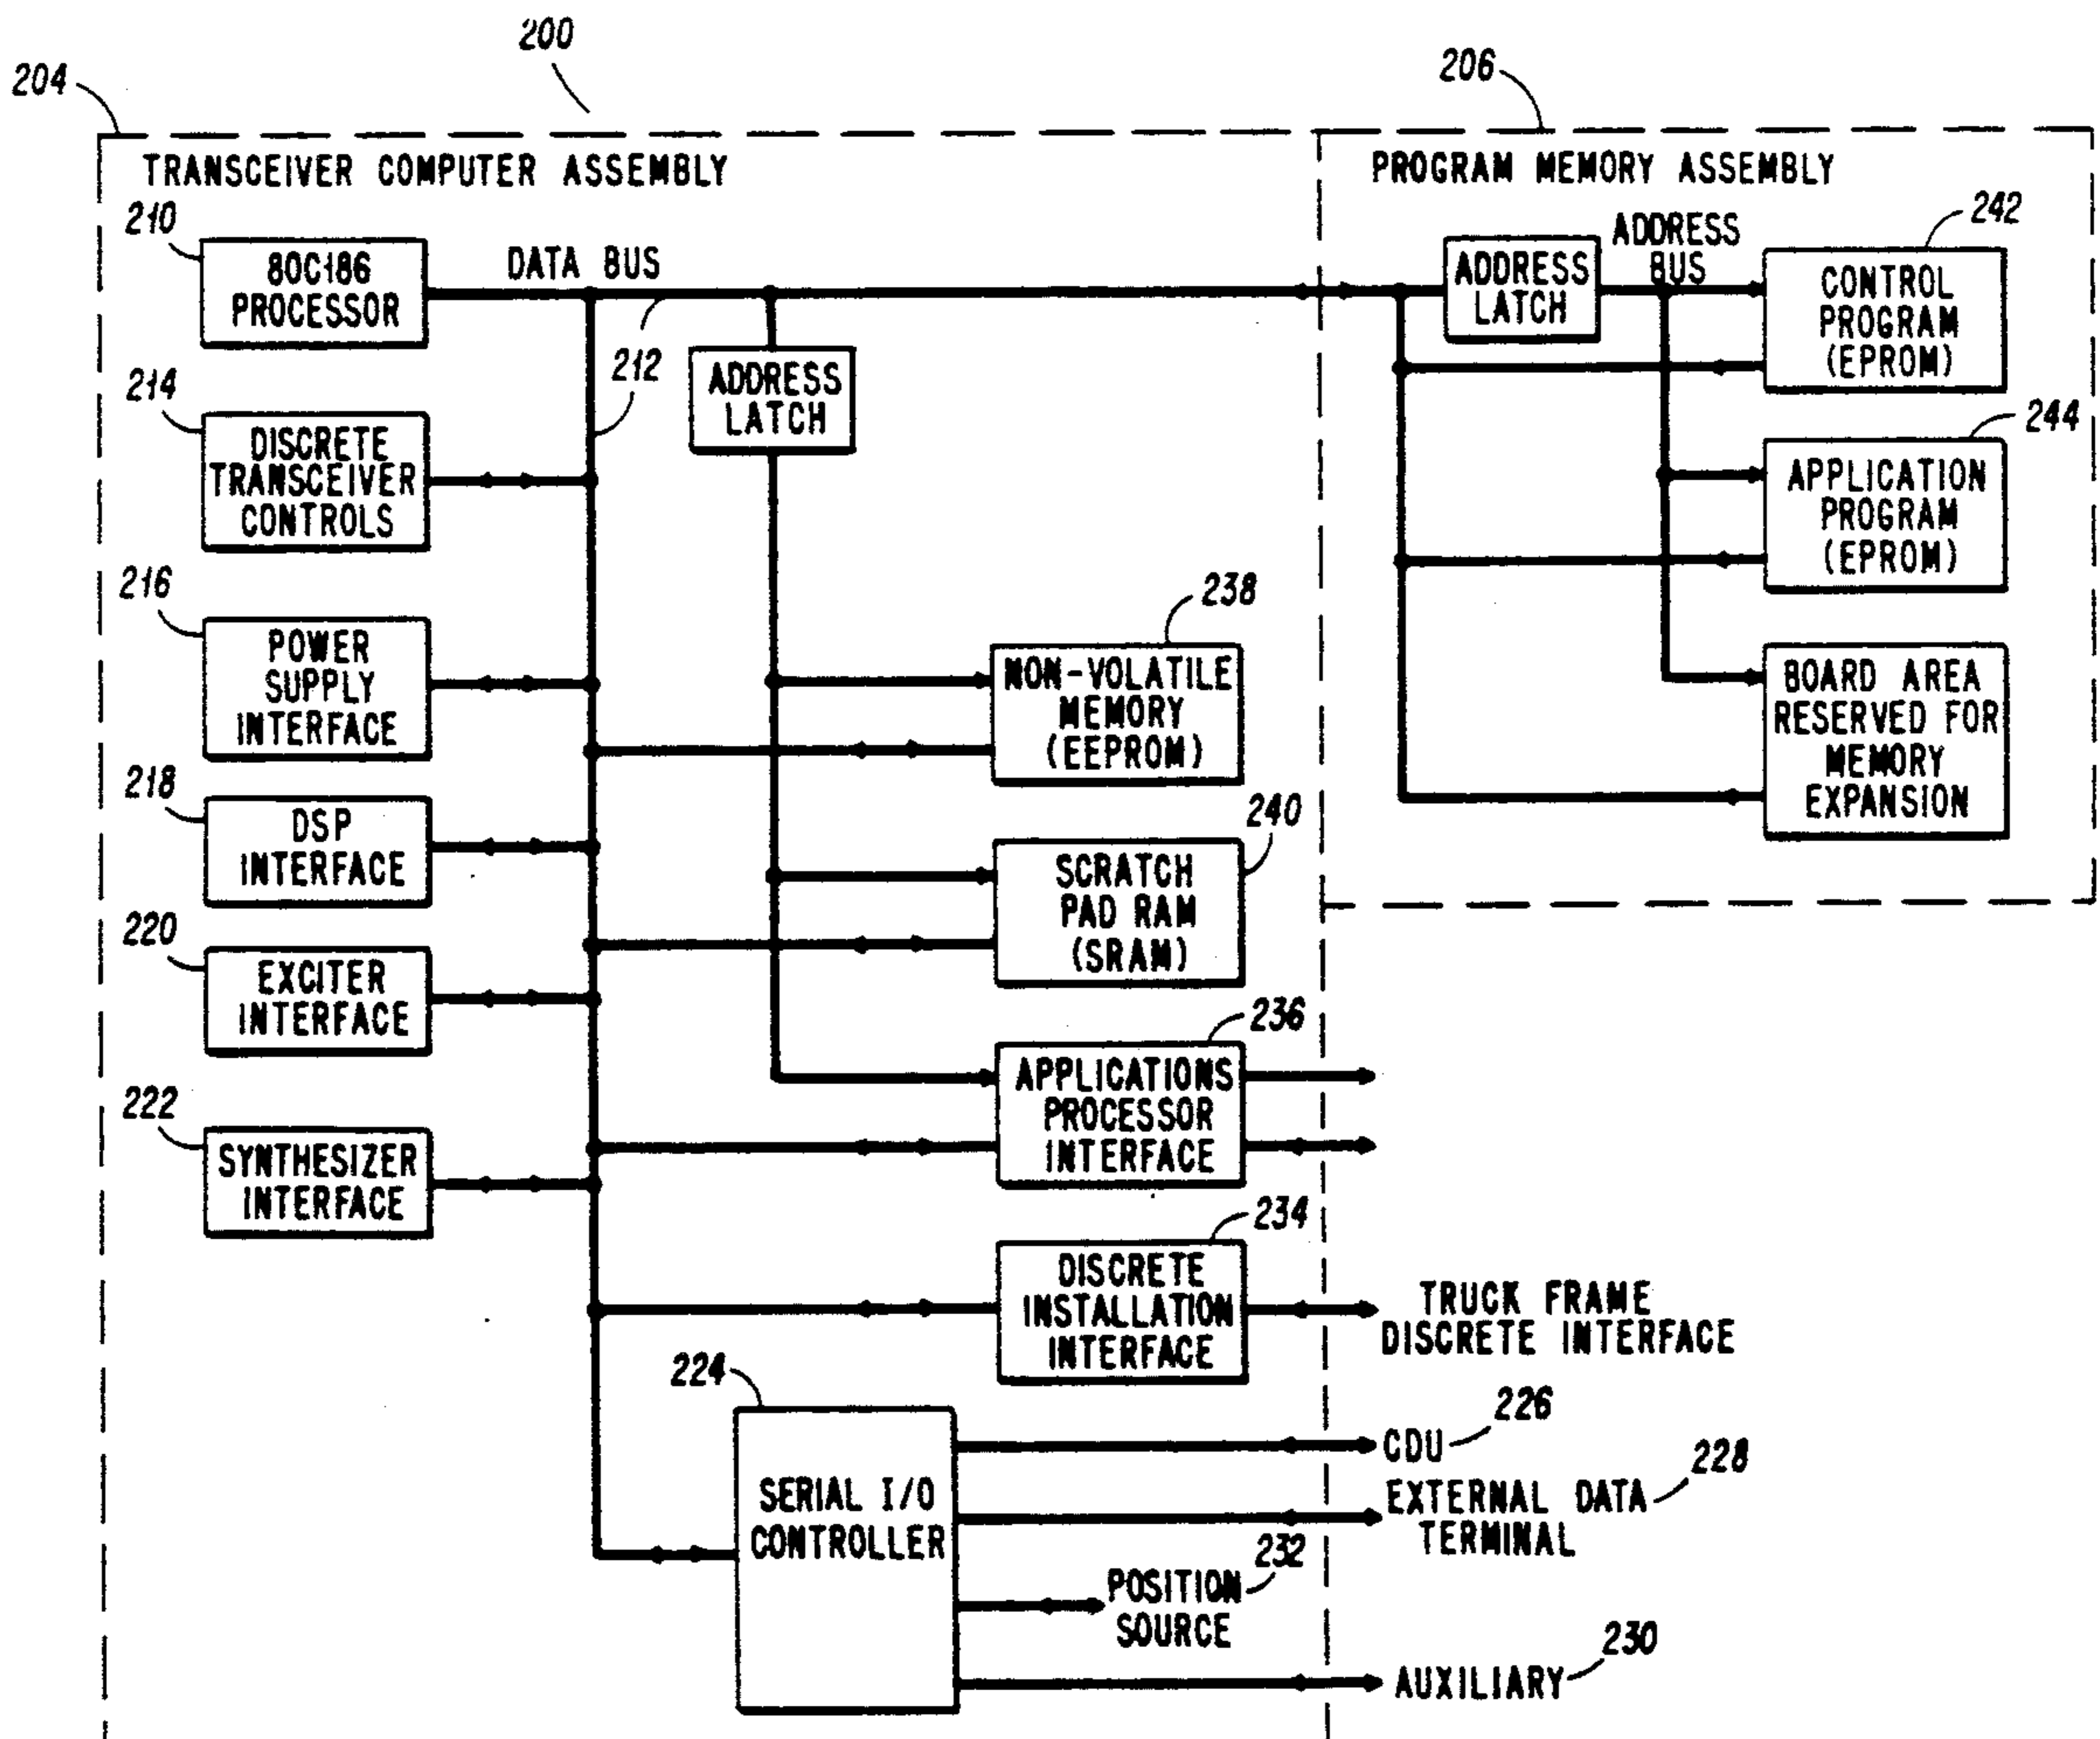 200
204
206
TRANSCEIVER COMPUTER ASSEMBLY
PROGRAM MEMORY ASSEMBLY
210
80C186
PROCESSOR
DATA BUS
212
ADDRESS
LATCH
ADDRESS
LATCH
ADDRESS
BUS
242
CONTROL
PROGRAM
(EPROM)
214
DISCRETE
TRANSCEIVER
CONTROLS
244
APPLICATION
PROGRAM
(EPROM)
216
POWER
SUPPLY
INTERFACE
238
NON-VOLATILE
MEMORY
(EEPROM)
BOARD AREA
RESERVED FOR
MEMORY
EXPANSION
218
DSP
INTERFACE
240
SCRATCH
PAD RAM
(SRAM)
220
EXCITER
INTERFACE
236
APPLICATIONS
PROCESSOR
INTERFACE
222
SYNTHESIZER
INTERFACE
234
DISCRETE
INSTALLATION
INTERFACE
TRUCK FRAME
DISCRETE INTERFACE
224
SERIAL I/O
CONTROLLER
CDU
226
EXTERNAL DATA
TERMINAL
228
POSITION
SOURCE
232
AUXILIARY
230